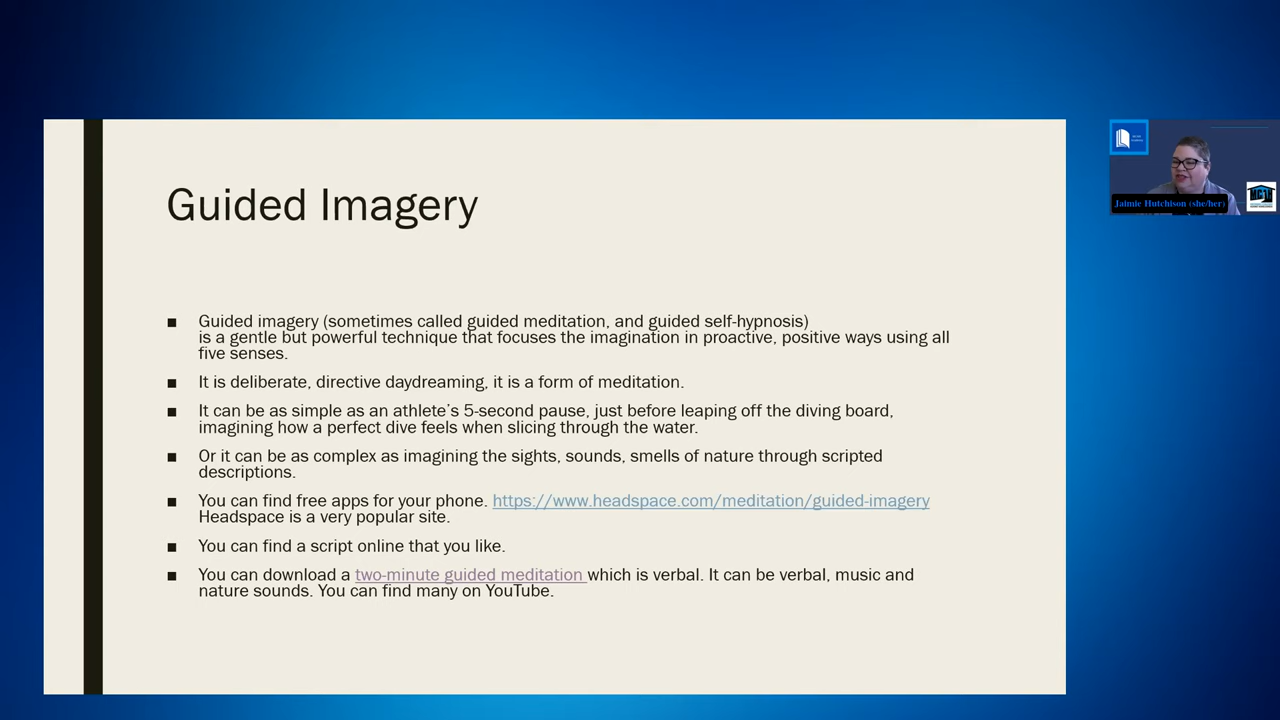 Guided Imagery
■ Guided imagery (sometimes called guided meditation, and guided self-hypnosis)
is a gentle but powerful technique that focuses the imagination in proactive, positive ways using all
five senses.
■ It is deliberate, directive daydreaming, it is a form of meditation.
■ It can be as simple as an athlete’s 5-second pause, just before leaping off the diving board,
imagining how a perfect dive feels when slicing through the water.
■ Or it can be as complex as imagining the sights, sounds, smells of nature through scripted
descriptions.
■ You can find free apps for your phone. https://www.headspace.com/meditation/guided-imagery
Headspace is a very popular site.
■ You can find a script online that you like.
■ You can download a two-minute guided meditation which is verbal. It can be verbal, music and
nature sounds. You can find many on YouTube.
Jaimie Hutchison (she/her)